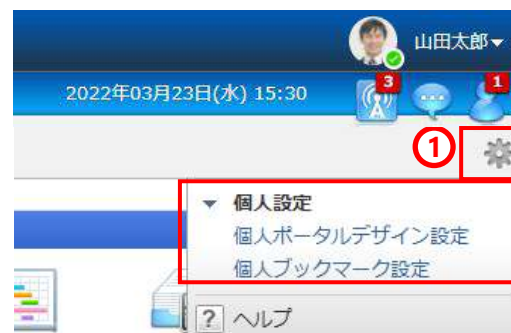 山田太郎▼
2022年03月23日(水) 15:30
3
1
①
▼ 個人設定
個人ポータルデザイン設定
個人ブックマーク設定
? ヘルプ